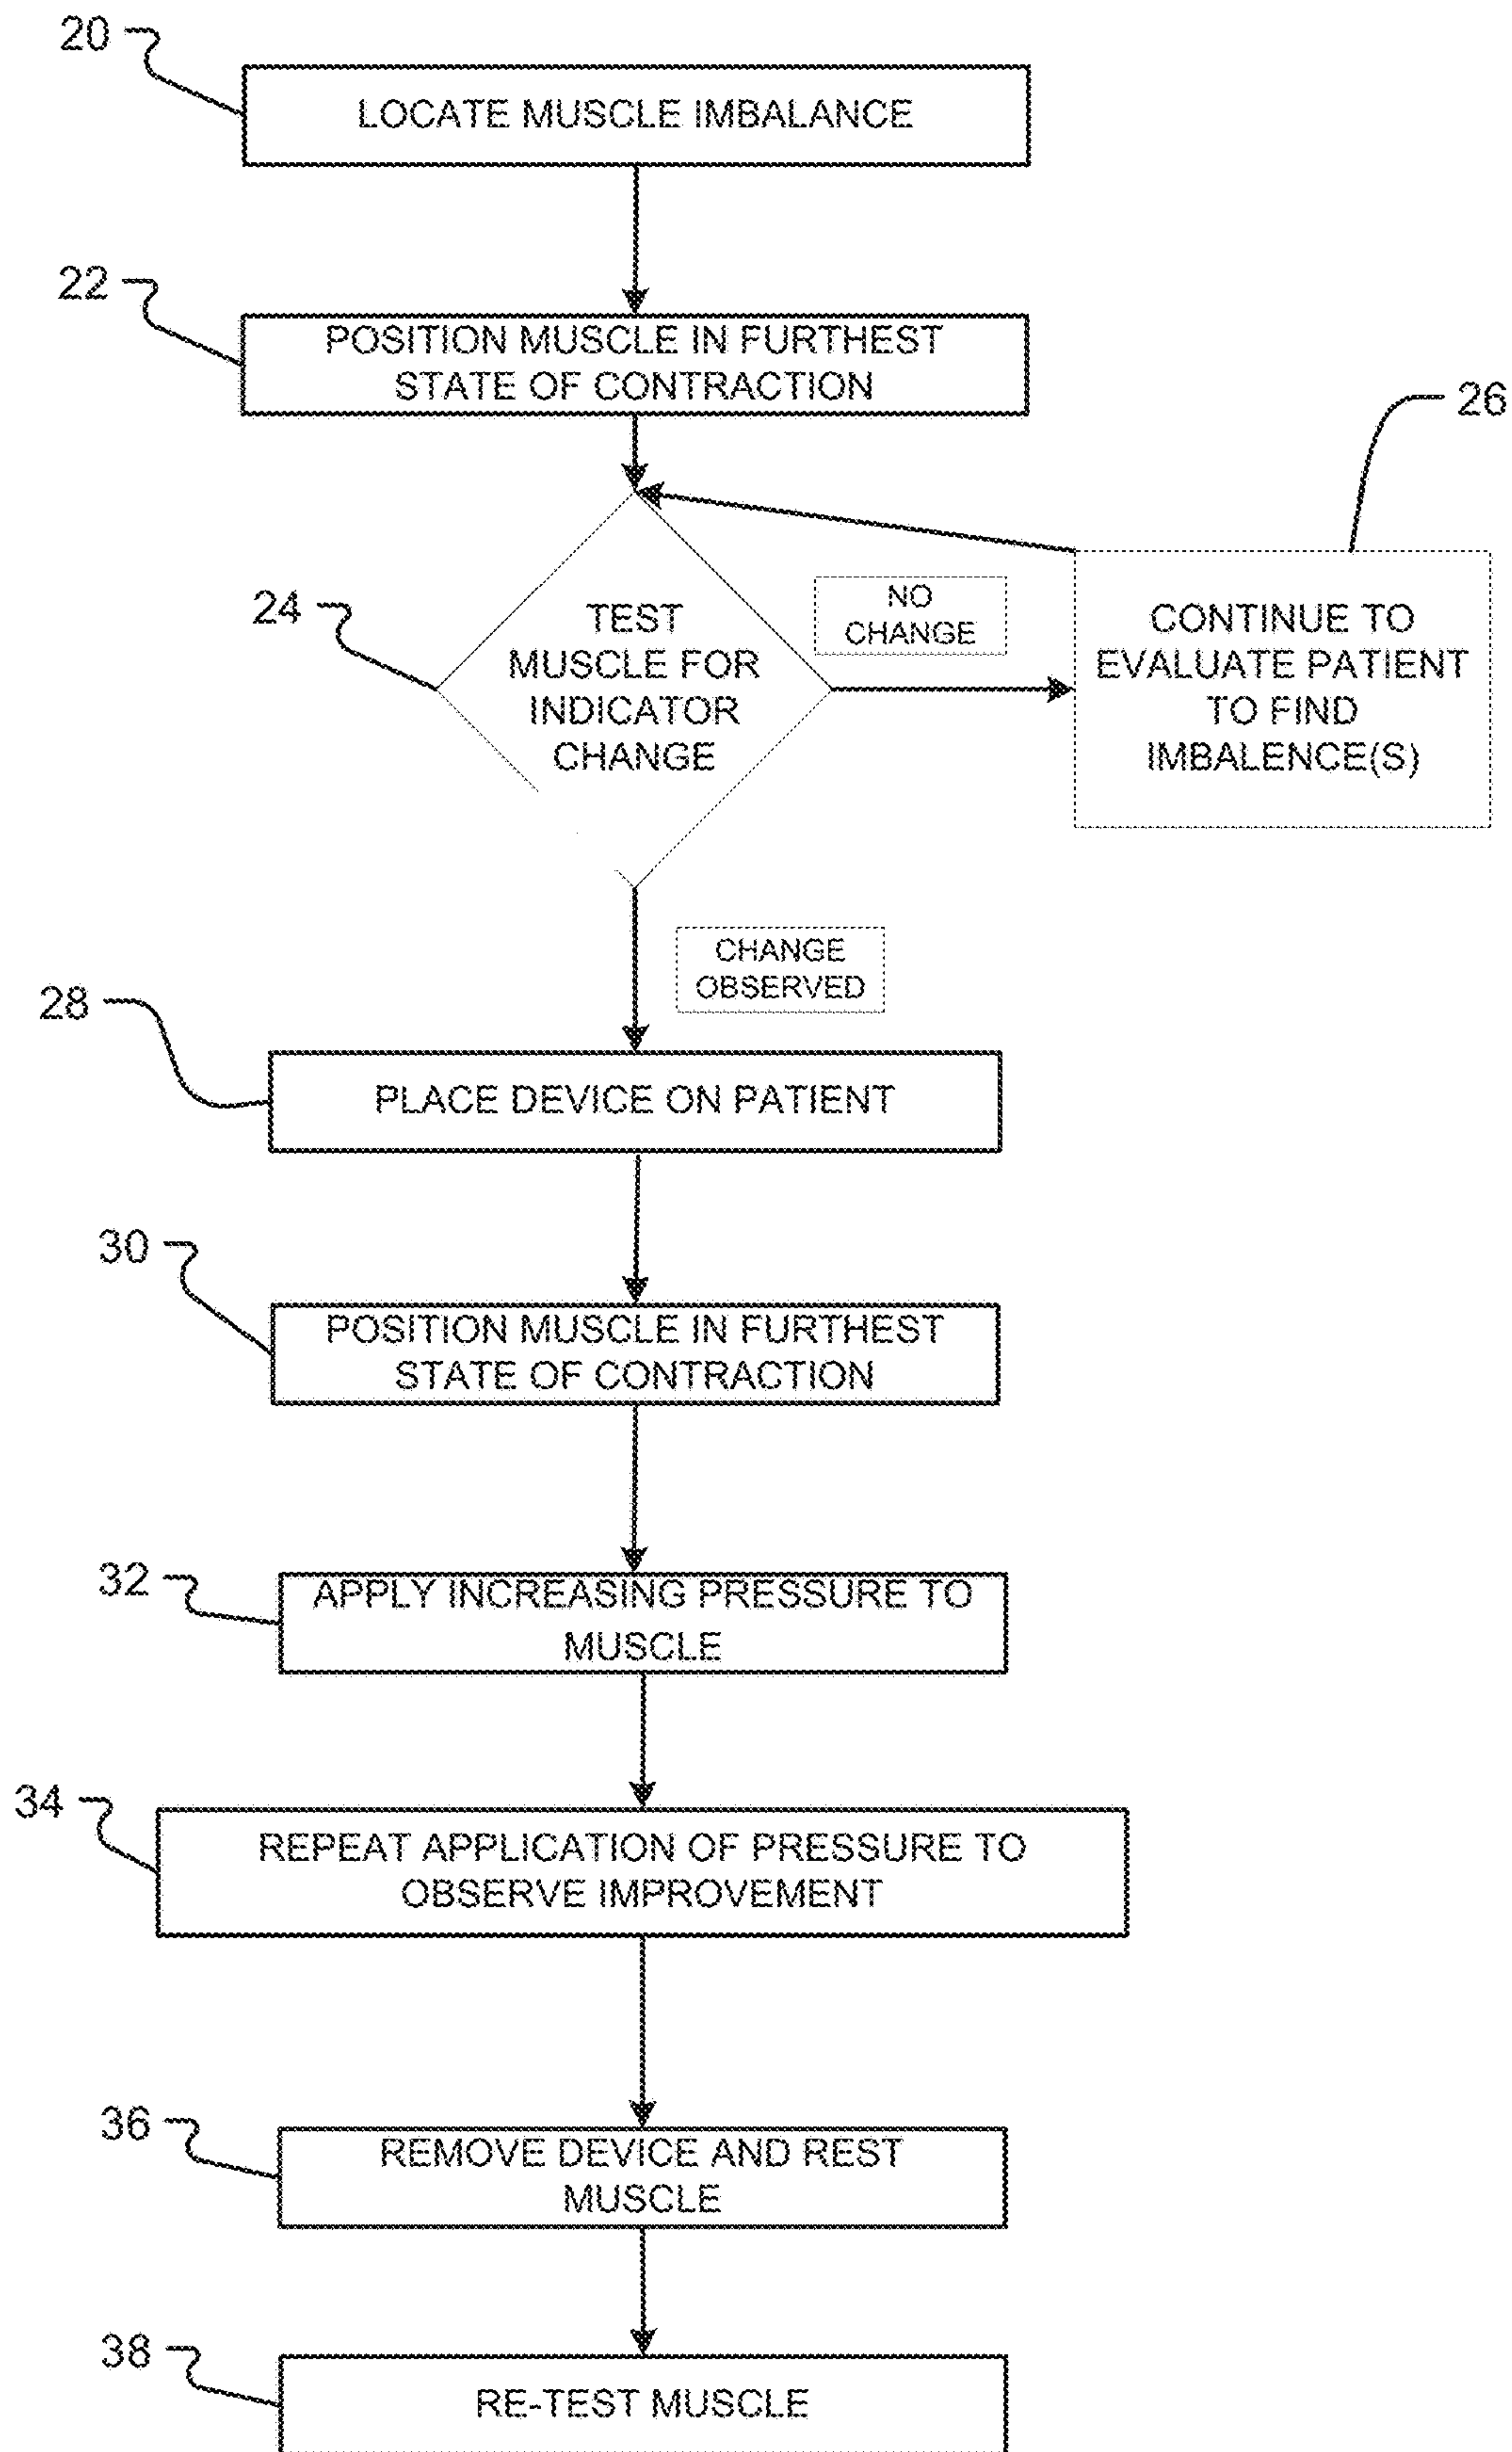 20
LOCATE MUSCLE IMBALANCE
22
POSITION MUSCLE IN FURTHEST
STATE OF CONTRACTION
26
24
TEST
MUSCLE FOR
INDICATOR
CHANGE
NO
CHANGE
CONTINUE TO
EVALUATE PATIENT
TO FIND
IMBALENCE(S)
CHANGE
OBSERVED
28
PLACE DEVICE ON PATIENT
30
POSITION MUSCLE IN FURTHEST
STATE OF CONTRACTION
32
APPLY INCREASING PRESSURE TO
MUSCLE
34
REPEAT APPLICATION OF PRESSURE TO
OBSERVE IMPROVEMENT
36
REMOVE DEVICE AND REST
MUSCLE
38
RE-TEST MUSCLE